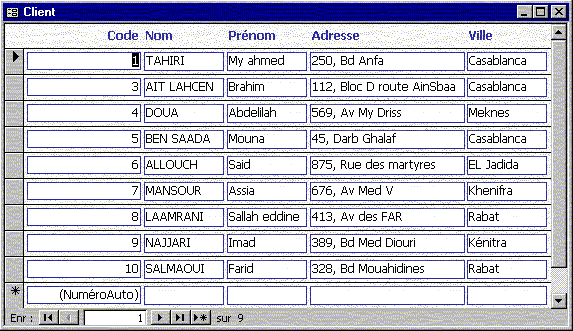 Client
Code Nom Prénom Adresse Ville
1 TAHIRI My ahmed 250, Bd Anfa Casablanca
3 AIT LAHCEN Brahim 112, Bloc D route AinSbaa Casablanca
4 DOUA Abdelilah 569, Av My Driss Meknes
5 BEN SAADA Mouna 45, Darb Ghalaf Casablanca
6 ALLOUCH Said 875, Rue des martyres EL Jadida
7 MANSOUR Assia 676, Av Med V Khenifra
8 LAAMRANI Sallah eddine 413, Av des FAR Rabat
9 NAJJARI Imad 389, Bd Med Diouri Kénitra
10 SALMAOUI Farid 328, Bd Mouahidines Rabat
(NuméroAuto)
Enr : 1 sur 9